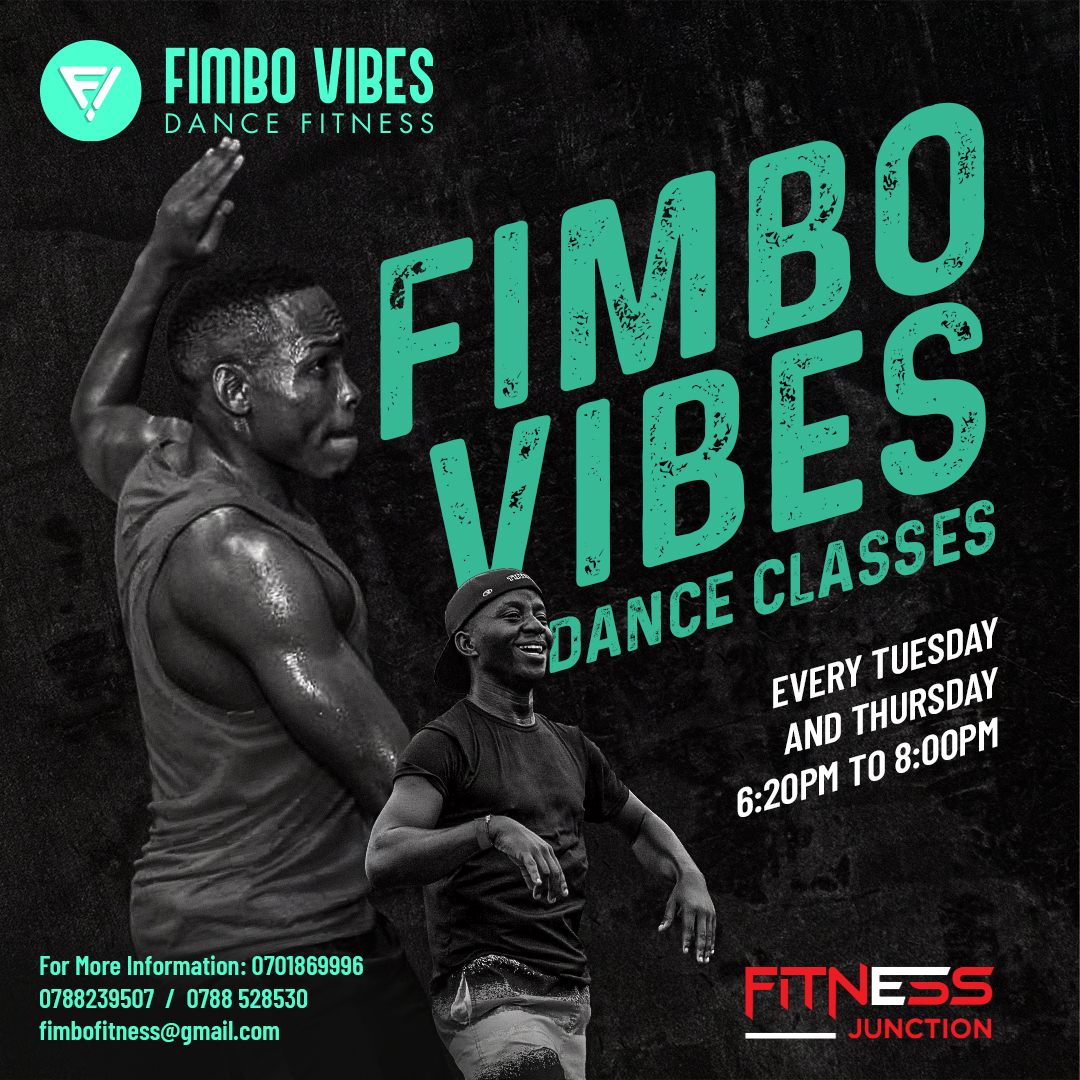 FIMBO VIBES
DANCE FITNESS
FIMBO
VIBES
DANCE CLASSES
EVERY TUESDAY
AND THURSDAY
6:20PM TO 8:00PM
For More Information: 0701869996
0788239507 / 0788 528530
fimbofitness@gmail.com
FITNESS
JUNCTION